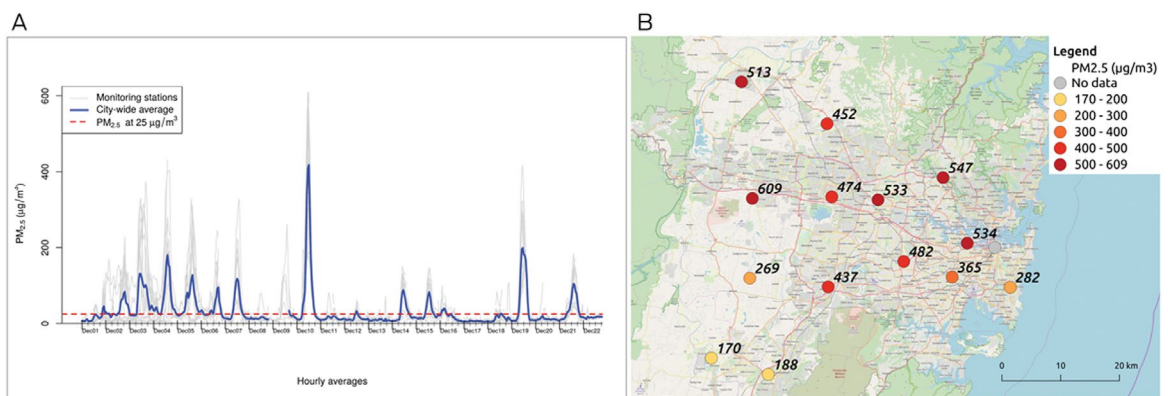 A
PM2.5 (μg/m³)
600
400
200
0
Monitoring stations
City-wide average
PM2.5 at 25 μg/m³
Dec01 Dec02 Dec03 Dec04 Dec05 Dec06 Dec07 Dec08 Dec09 Dec10 Dec11 Dec12 Dec13 Dec14 Dec15 Dec16 Dec17 Dec18 Dec19 Dec20 Dec21 Dec22
Hourly averages
B
513
452
547
609
474
533
534
482
365
282
269
437
170
188
0 10 20 km
Legend
PM2.5 (μg/m3)
No data
170 - 200
200 - 300
300 - 400
400 - 500
500 - 609